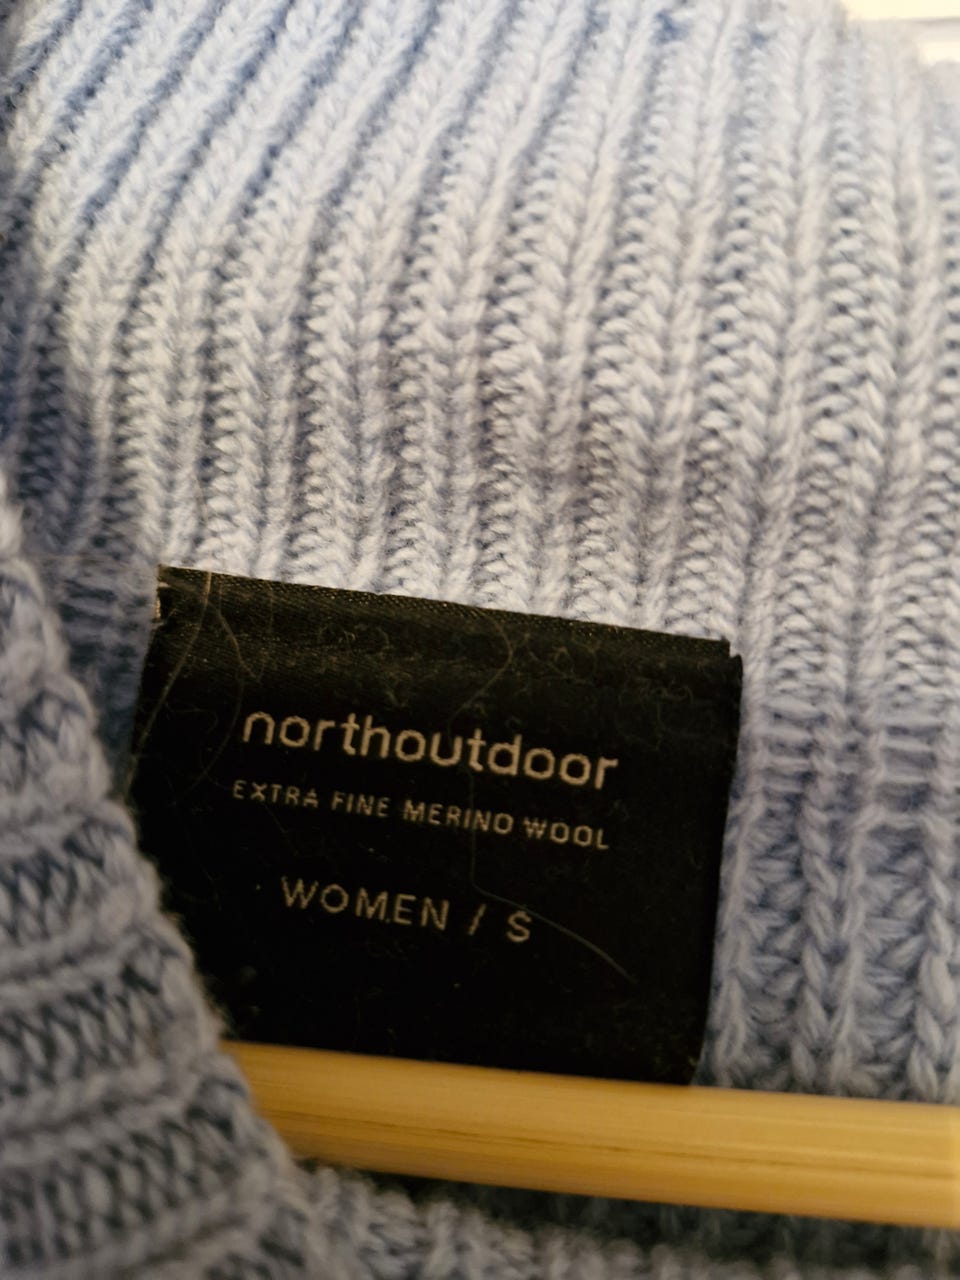 northoutdoor
EXTRA FINE MERINO WOOL
WOMEN / S